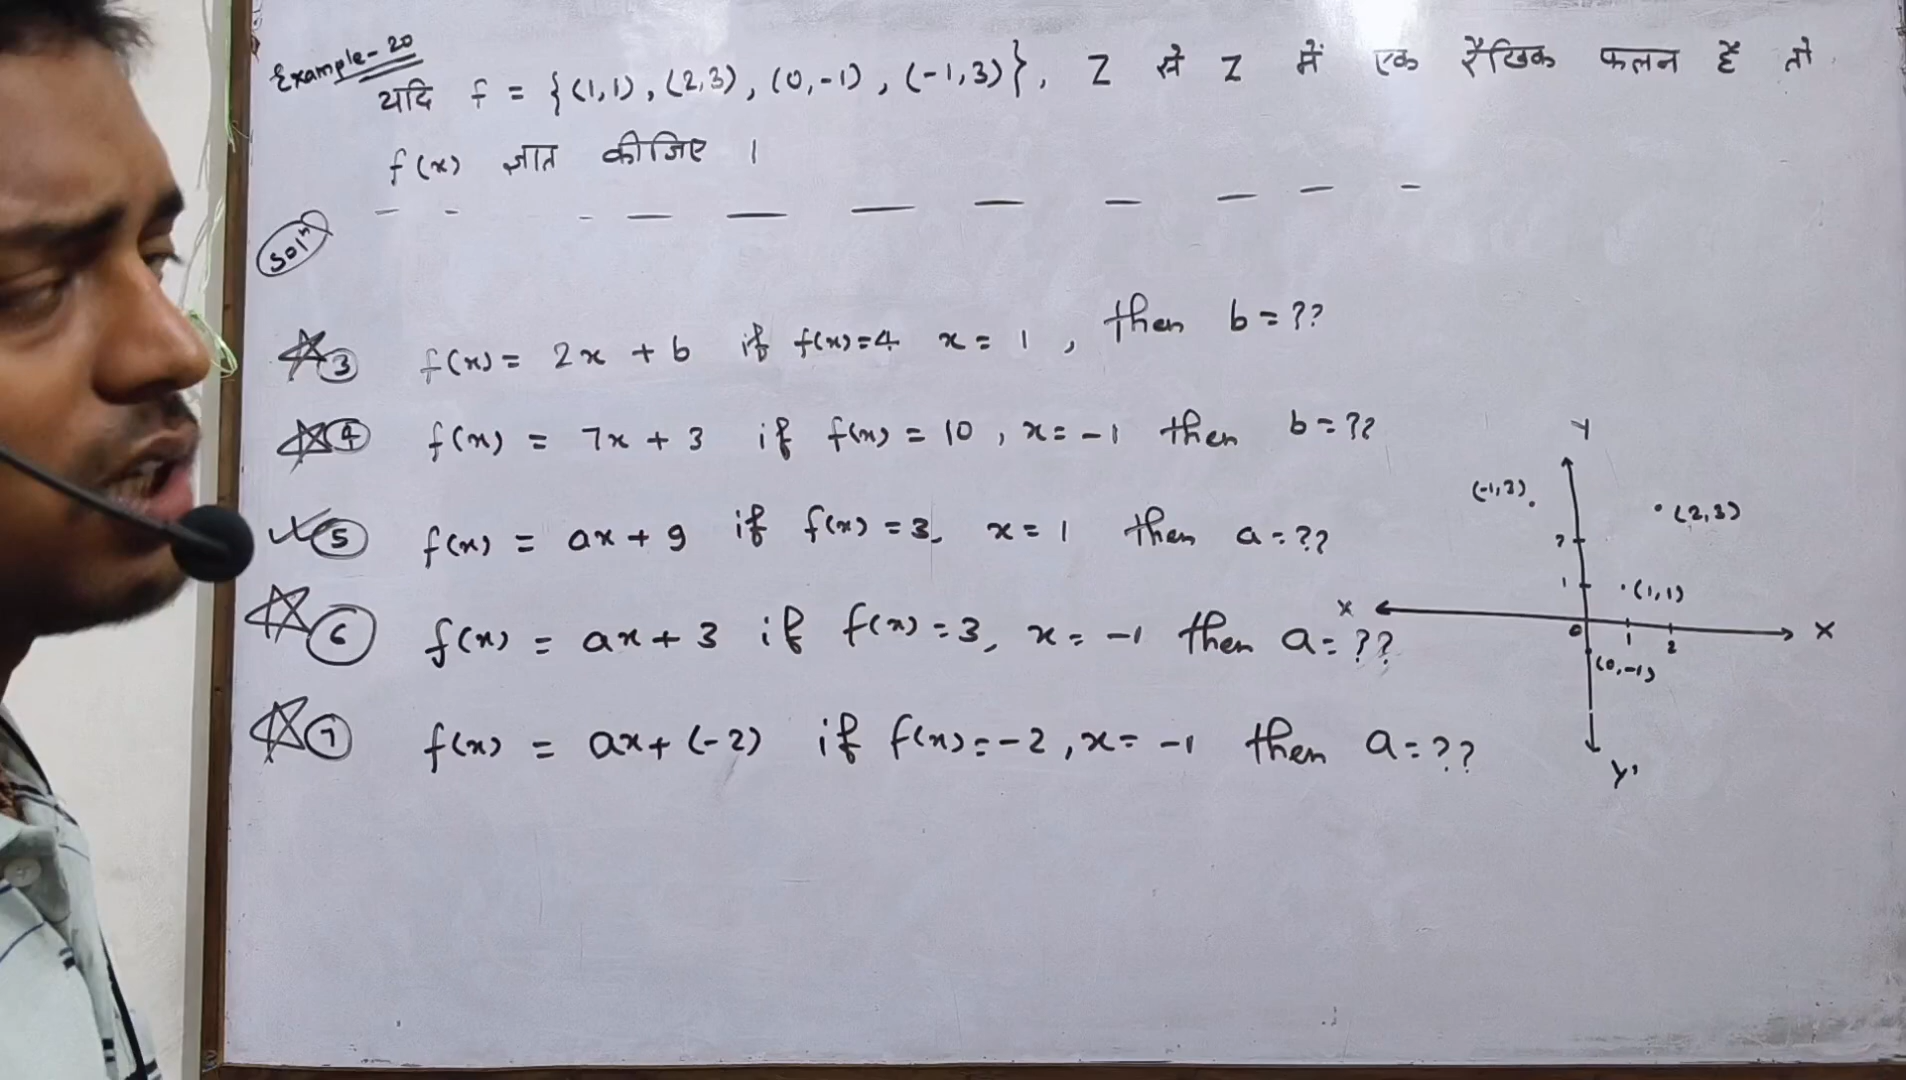 Example-20
यदि f = {(1,1), (2,3), (0,-1), (-1,3)}, Z से Z में एक रैखिक फलन है तो
f(x) ज्ञात कीजिए ।
Solⁿ
3 f(x) = 2x + b if f(x)=4 x = 1 , then b = ??
4 f(x) = 7x + 3 if f(x) = 10 , x = -1 then b = ??
5 f(x) = ax + 9 if f(x) = 3, x = 1 then a = ??
6 f(x) = ax + 3 if f(x) = 3, x = -1 then a = ??
7 f(x) = ax + (-2) if f(x) = -2 , x = -1 then a = ??
Y
(-1,3)
(2,3)
2
1
(1,1)
X
0
1
2
X
(0,-1)
Y'